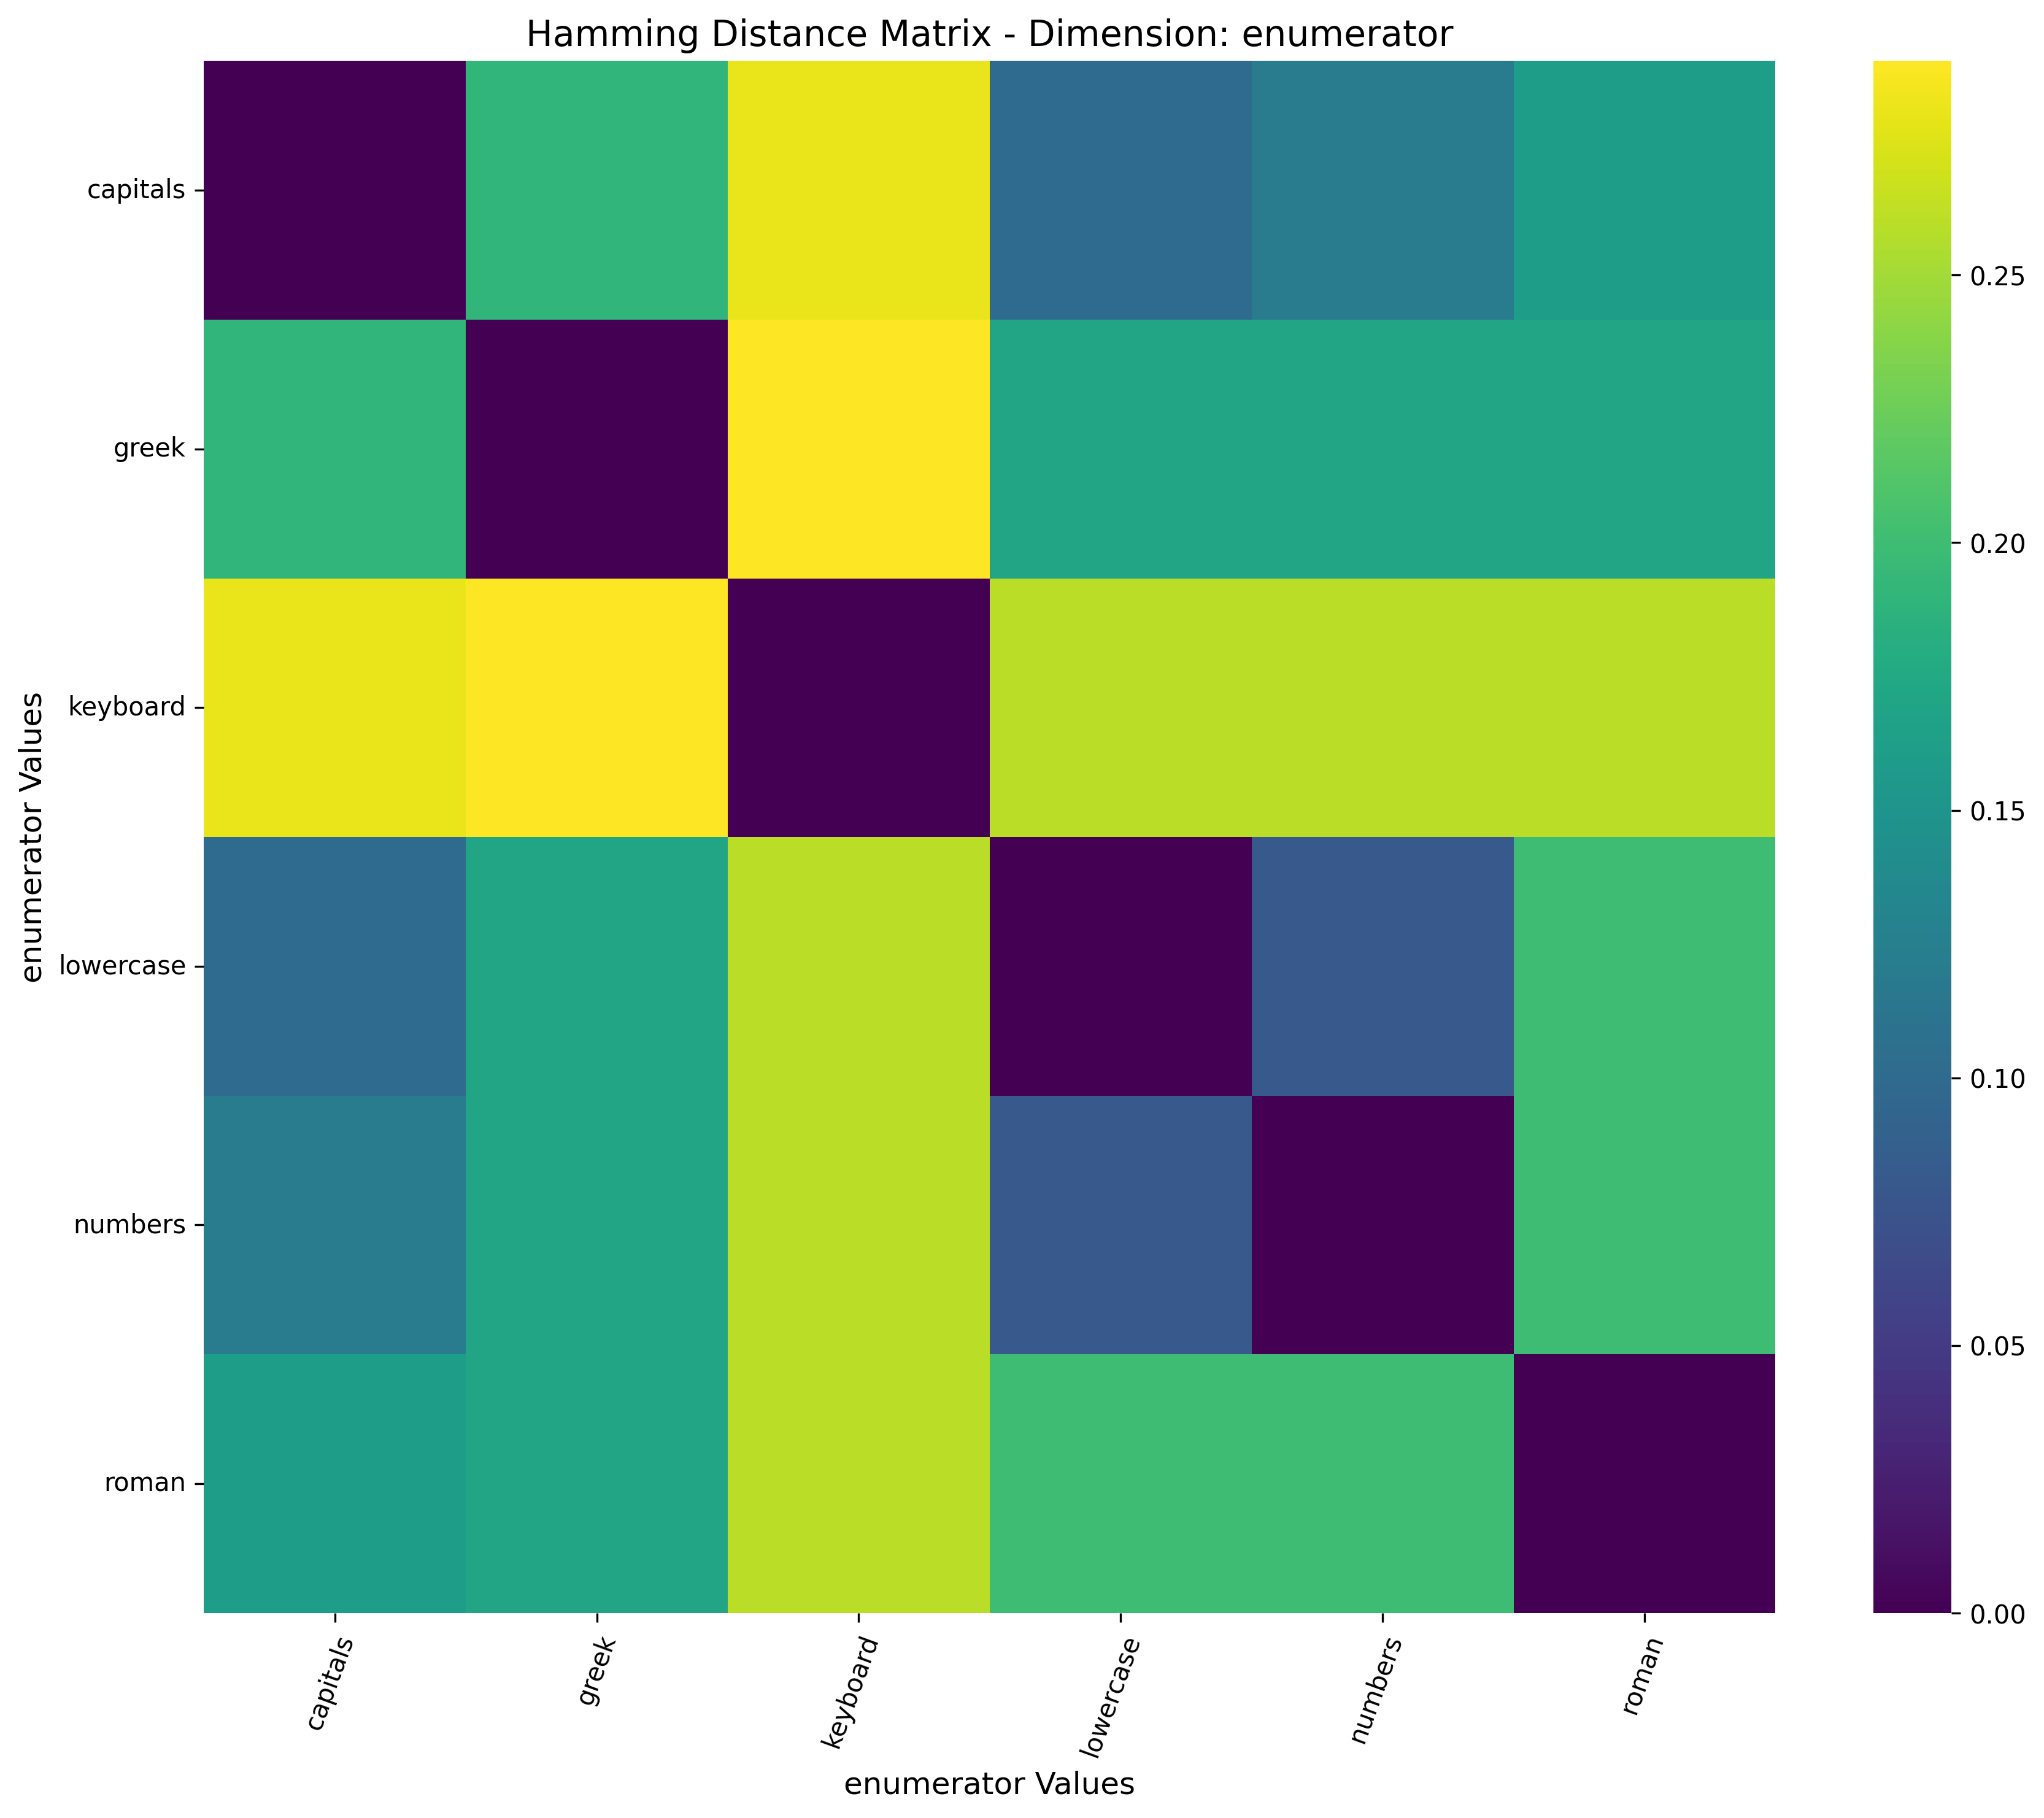 Hamming Distance Matrix - Dimension: enumerator
enumerator Values
capitals
greek
keyboard
lowercase
numbers
roman
capitals
greek
keyboard
lowercase
numbers
roman
enumerator Values
0.25
0.20
0.15
0.10
0.05
0.00